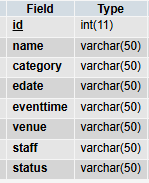 Field Type
id int(11)
name varchar(50)
category varchar(50)
edate varchar(50)
eventtime varchar(50)
venue varchar(50)
staff varchar(50)
status varchar(50)